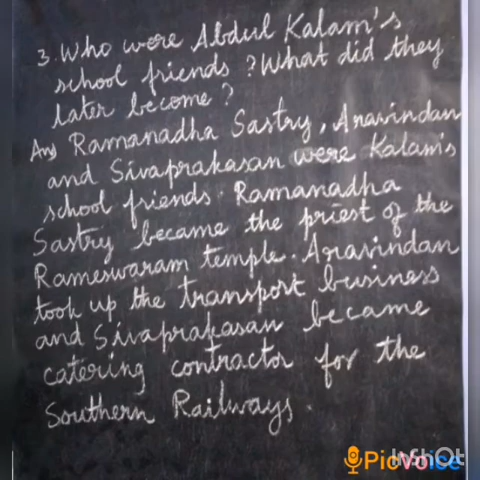 3. Who were Abdul Kalam's
school friends? What did they
later become?
Ans Ramanadha Sastry, Aravindan
and Sivaprakasan were Kalam's
school friends. Ramanadha
Sastry became the priest of the
Rameswaram temple. Aravindan
took up the transport business
and Sivaprakasan became
catering contractor for the
Southern Railways.
PicVoice
InShOt